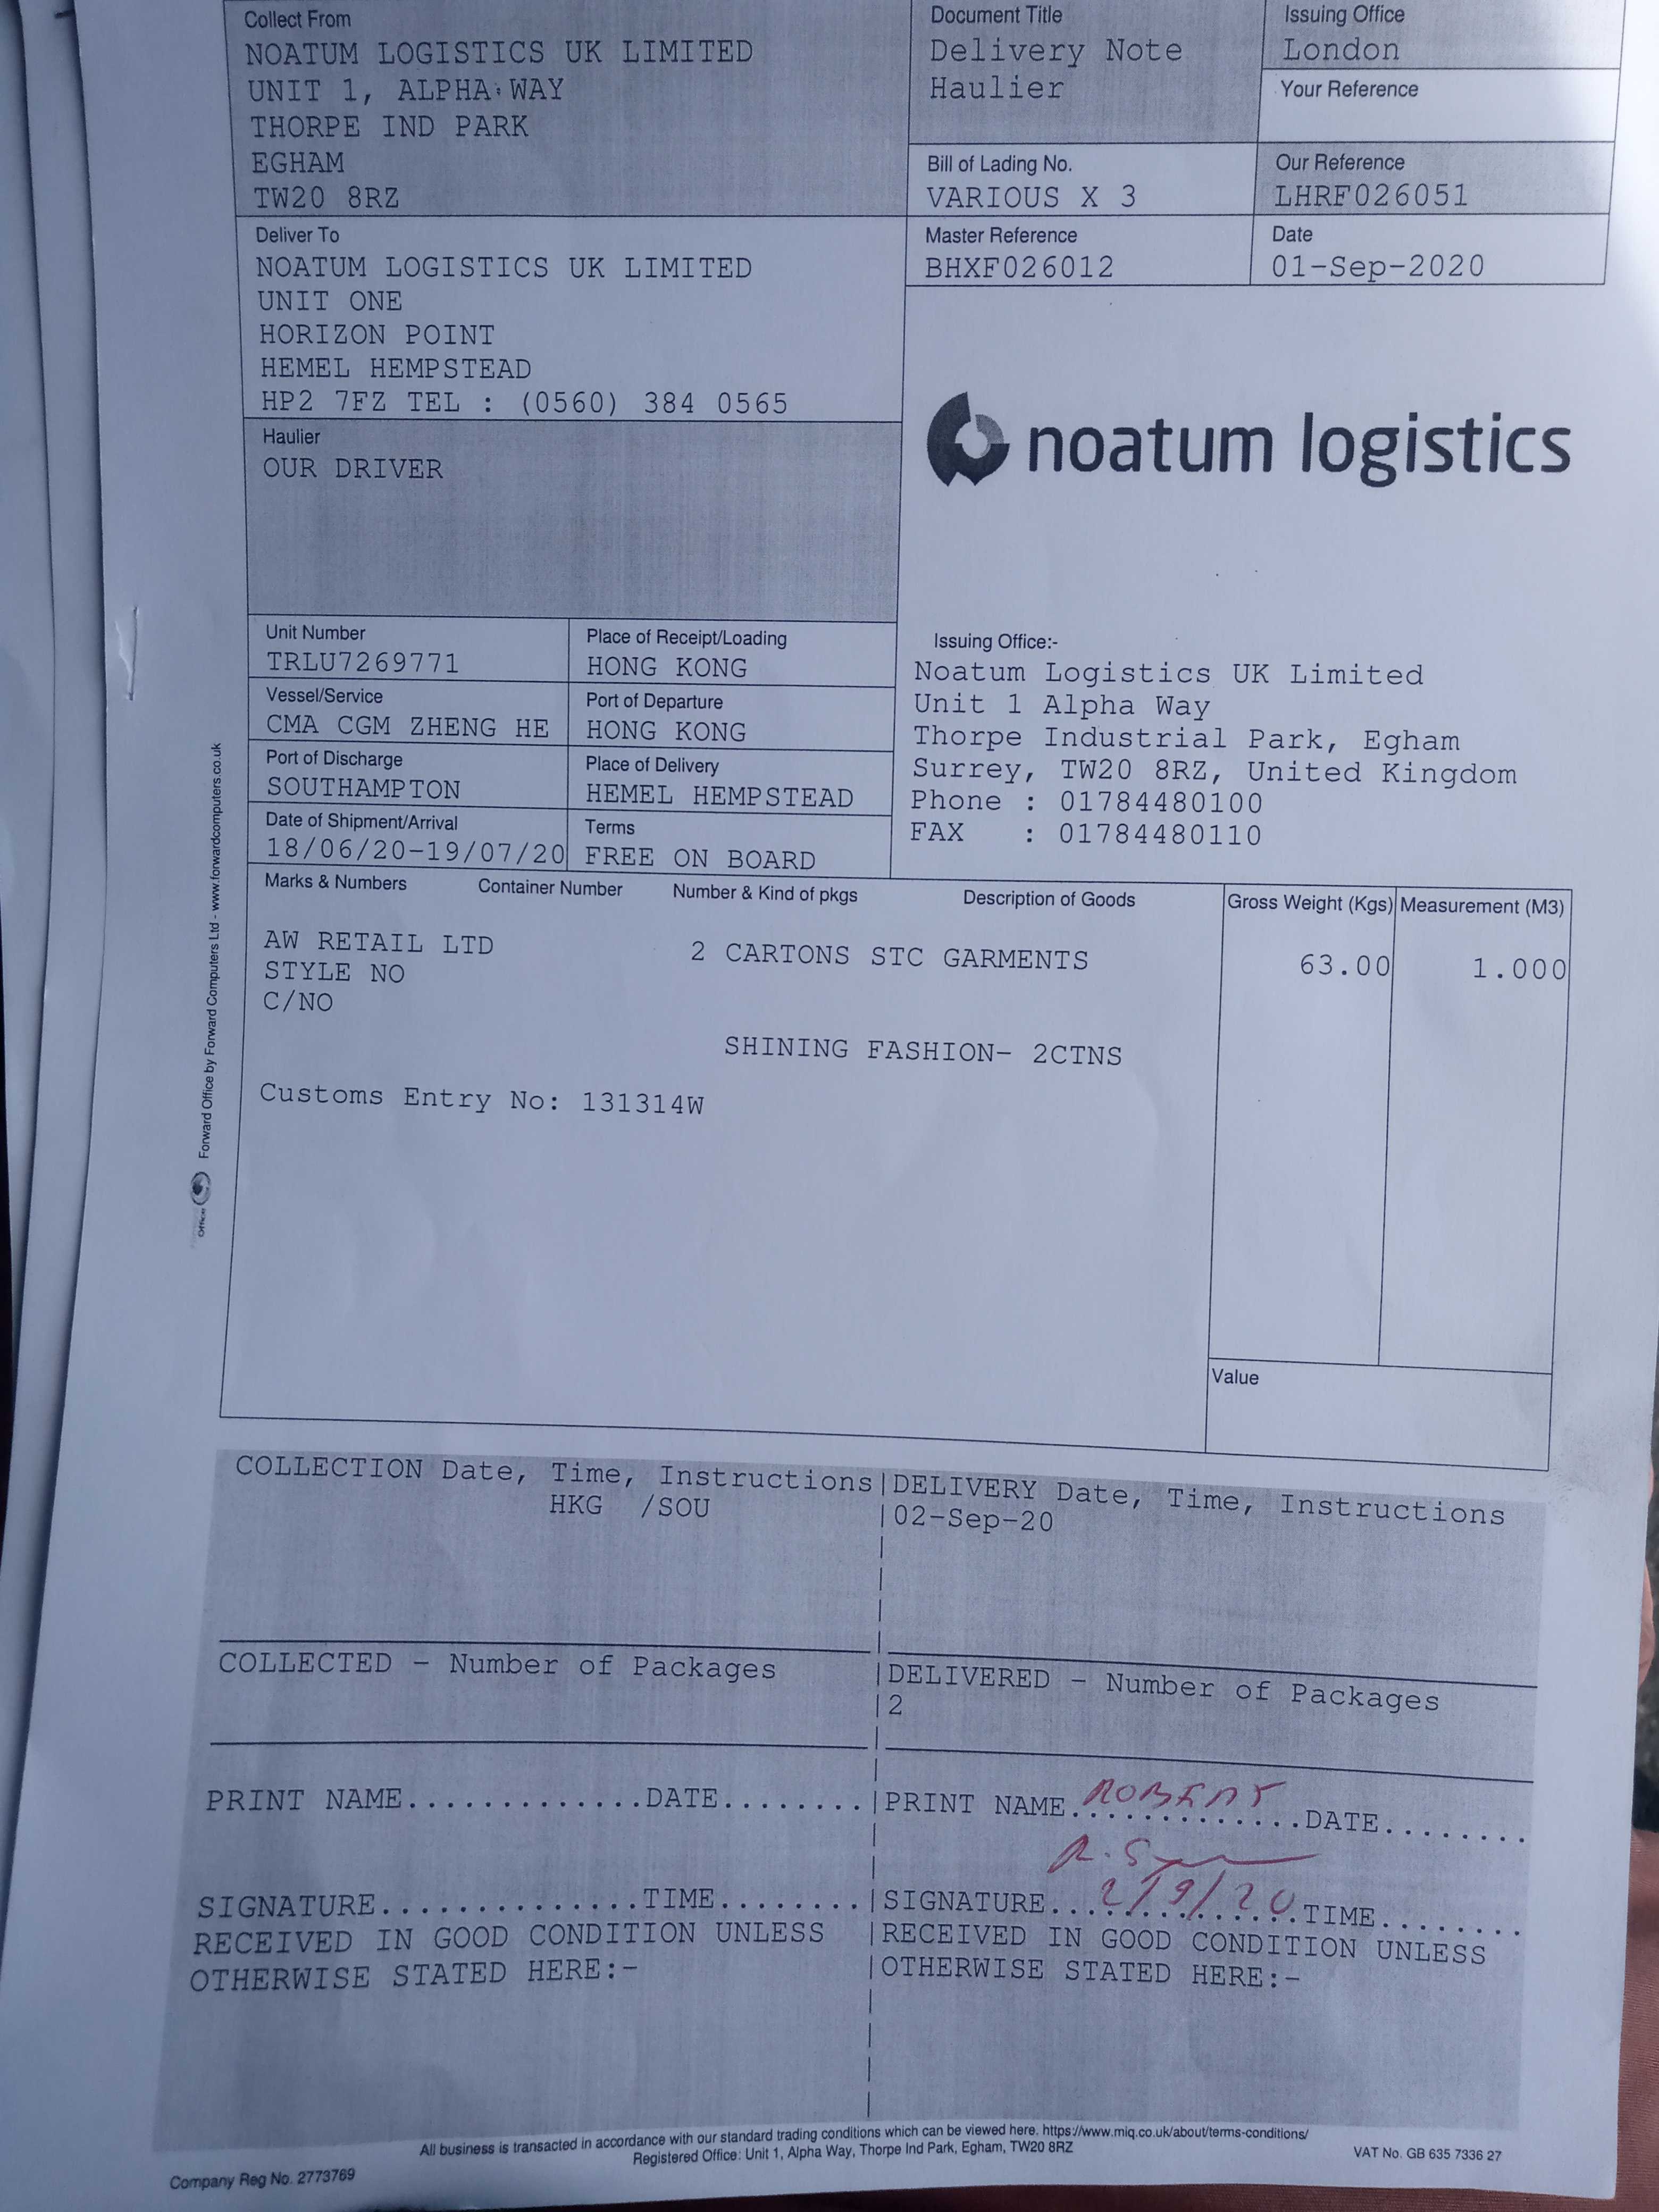 Collect From
NOATUM LOGISTICS UK LIMITED
UNIT 1, ALPHA WAY
THORPE IND PARK
EGHAM
TW20 8RZ
Document Title
Delivery Note
Haulier
Issuing Office
London
Your Reference
Bill of Lading No.
VARIOUS X 3
Our Reference
LHRF026051
Master Reference
BHXF026012
Date
01-Sep-2020
Deliver To
NOATUM LOGISTICS UK LIMITED
UNIT ONE
HORIZON POINT
HEMEL HEMPSTEAD
HP2 7FZ TEL : (0560) 384 0565
noatum logistics
Haulier
OUR DRIVER
Unit Number
TRLU7269771
Place of Receipt/Loading
HONG KONG
Vessel/Service
CMA CGM ZHENG HE
Port of Departure
HONG KONG
Port of Discharge
SOUTHAMPTON
Place of Delivery
HEMEL HEMPSTEAD
Date of Shipment/Arrival
18/06/20-19/07/20
Terms
FREE ON BOARD
Issuing Office:-
Noatum Logistics UK Limited
Unit 1 Alpha Way
Thorpe Industrial Park, Egham
Surrey, TW20 8RZ, United Kingdom
Phone : 01784480100
FAX : 01784480110
Marks & Numbers Container Number Number & Kind of pkgs Description of Goods Gross Weight (Kgs) Measurement (M3)
AW RETAIL LTD 2 CARTONS STC GARMENTS 63.00 1.000
STYLE NO
C/NO
SHINING FASHION- 2CTNS
Customs Entry No: 131314W
Value
Forward Office by Forward Computers Ltd - www.forwardcomputers.co.uk
Office
COLLECTION Date, Time, Instructions
HKG /SOU
DELIVERY Date, Time, Instructions
02-Sep-20
COLLECTED - Number of Packages
DELIVERED - Number of Packages
2
PRINT NAME.............DATE........
SIGNATURE..............TIME........
RECEIVED IN GOOD CONDITION UNLESS
OTHERWISE STATED HERE:-
PRINT NAME ROBERT DATE........
R. S
SIGNATURE... 2/9/20 TIME........
RECEIVED IN GOOD CONDITION UNLESS
OTHERWISE STATED HERE:-
All business is transacted in accordance with our standard trading conditions which can be viewed here. https://www.miq.co.uk/about/terms-conditions/
Registered Office: Unit 1, Alpha Way, Thorpe Ind Park, Egham, TW20 8RZ
Company Reg No. 2773769
VAT No. GB 635 7336 27